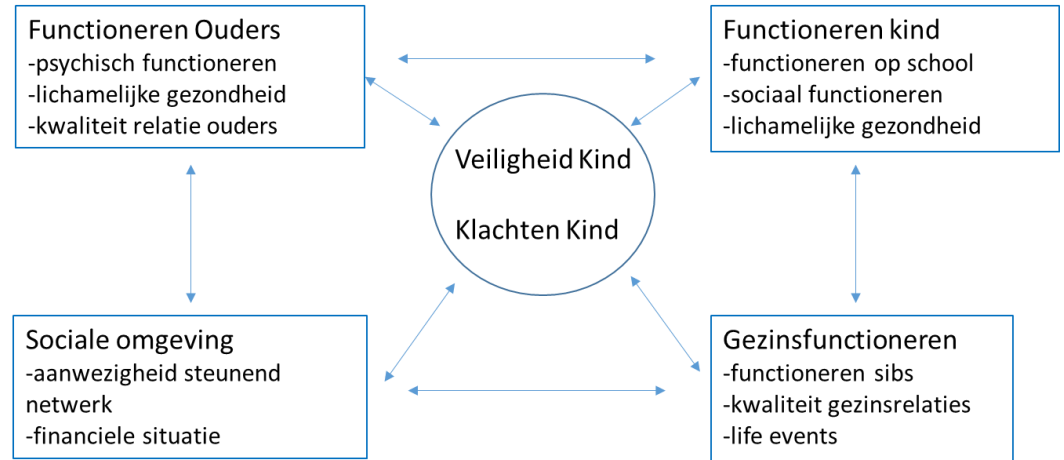 Functioneren Ouders
-psychisch functioneren
-lichamelijke gezondheid
-kwaliteit relatie ouders
Functioneren kind
-functioneren op school
-sociaal functioneren
-lichamelijke gezondheid
Veiligheid Kind
Klachten Kind
Sociale omgeving
-aanwezigheid steunend
netwerk
-financiele situatie
Gezinsfunctioneren
-functioneren sibs
-kwaliteit gezinsrelaties
-life events